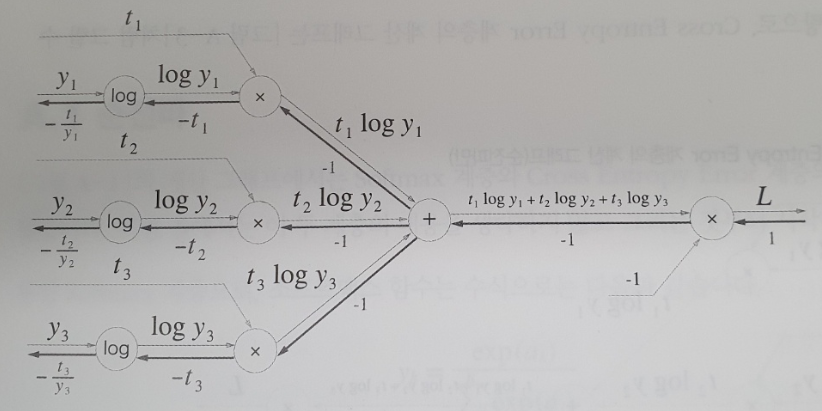 t₁
y₁ log log y₁ ×
-t₁/y₁ -t₁ t₁ log y₁
t₂ -1
y₂ log log y₂ × t₂ log y₂ + t₁ log y₁ + t₂ log y₂ + t₃ log y₃ × L
-t₂/y₂ -t₂ -1 -1 1
t₃ t₃ log y₃ -1
-1
y₃ log log y₃ ×
-t₃/y₃ -t₃